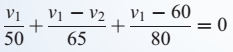 v₁/50 + (v₁ − v₂)/65 + (v₁ − 60)/80 = 0